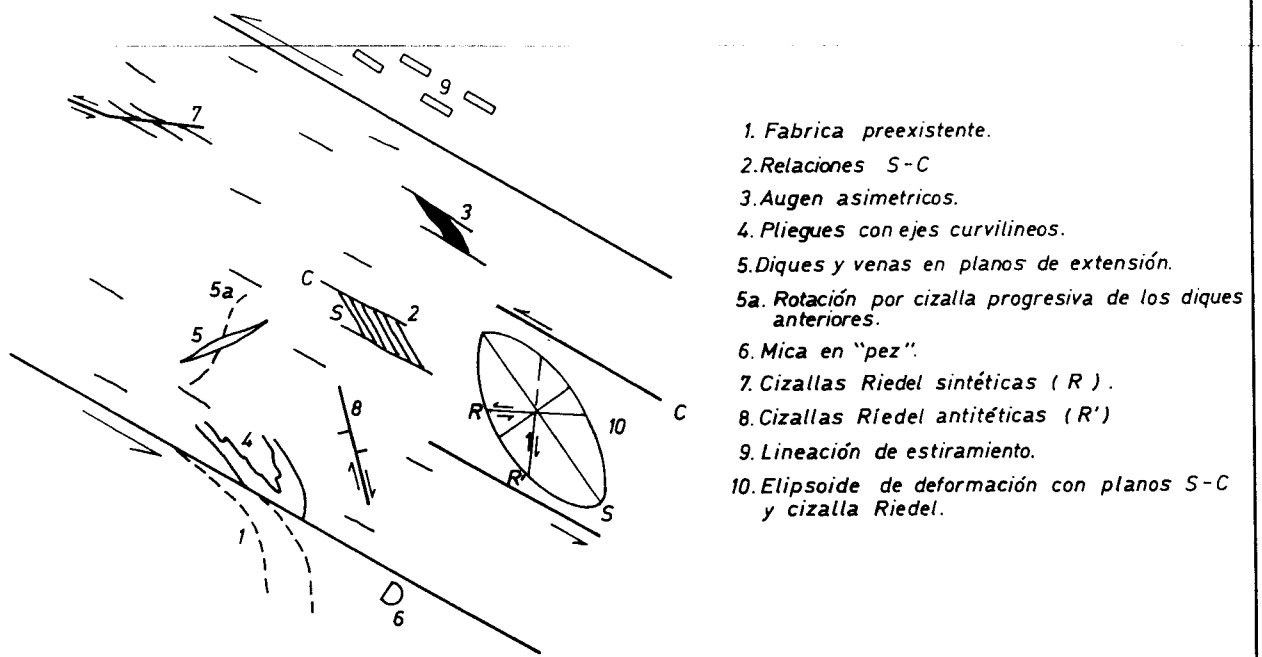 9
7
3
C
5a
S
2
5
8
R
10
C
4
R'
S
1
6
1. Fabrica preexistente.
2. Relaciones S-C
3. Augen asimetricos.
4. Pliegues con ejes curvilineos.
5. Diques y venas en planos de extensión.
5a. Rotación por cizalla progresiva de los diques
anteriores.
6. Mica en "pez".
7. Cizallas Riedel sintéticas (R).
8. Cizallas Riedel antitéticas (R')
9. Lineación de estiramiento.
10. Elipsoide de deformación con planos S-C
y cizalla Riedel.